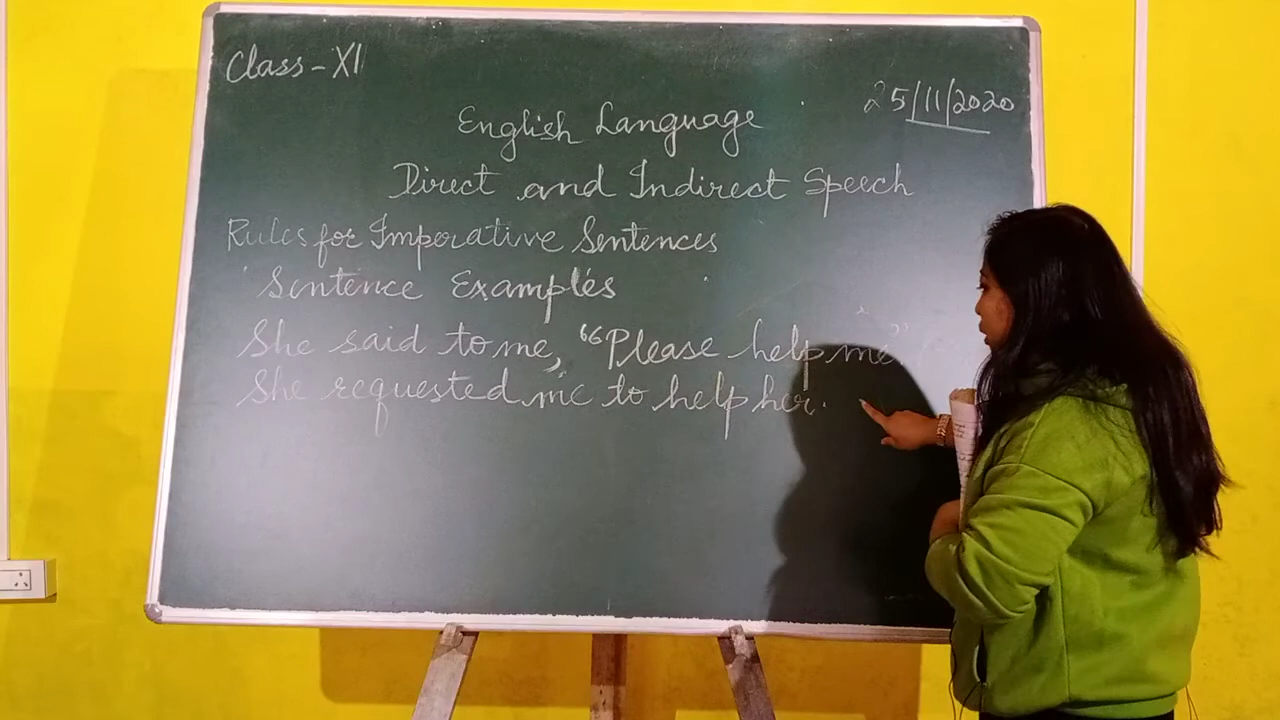 Class-XI
25/11/2020
English Language
Direct and Indirect Speech
Rules for Imperative Sentences
Sentence Examples
She said to me, "Please help me"
She requested me to help her.